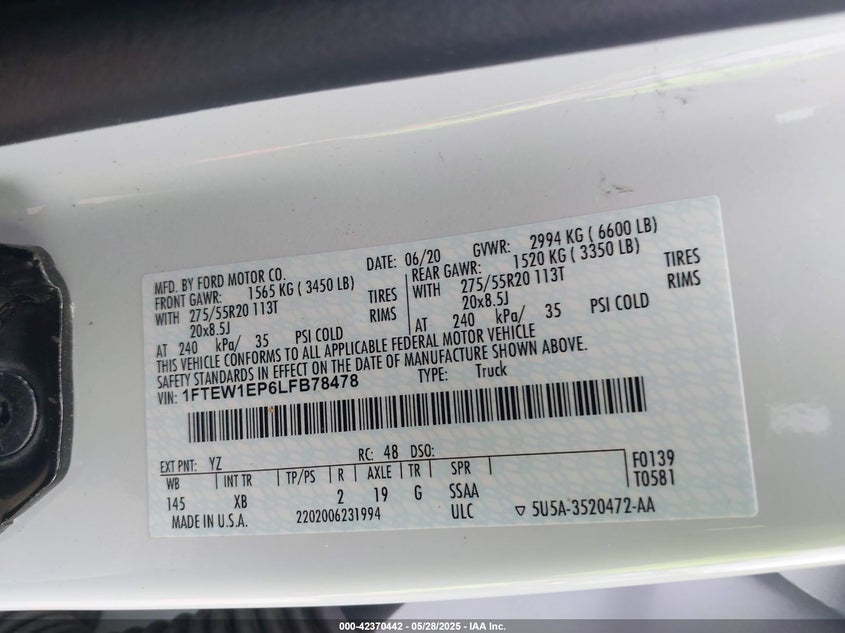 MFD. BY FORD MOTOR CO.
DATE: 06/20 GVWR: 2994 KG ( 6600 LB)
FRONT GAWR: 1565 KG ( 3450 LB)
REAR GAWR: 1520 KG ( 3350 LB)
WITH 275/55R20 113T TIRES
WITH 275/55R20 113T TIRES
20x8.5J RIMS
20x8.5J RIMS
AT 240 kPa/ 35 PSI COLD
AT 240 kPa/ 35 PSI COLD
THIS VEHICLE CONFORMS TO ALL APPLICABLE FEDERAL MOTOR VEHICLE
SAFETY STANDARDS IN EFFECT ON THE DATE OF MANUFACTURE SHOWN ABOVE.
VIN: 1FTEW1EP6LFB78478 TYPE: Truck
EXT PNT: YZ RC: 48 DSO:
WB INT TR TP/PS R AXLE TR SPR F0139
145 XB 2 19 G SSAA T0581
MADE IN U.S.A. 2202006231994 ULC ▽ 5U5A-3520472-AA
000-42370442 - 05/28/2025 - IAA Inc.